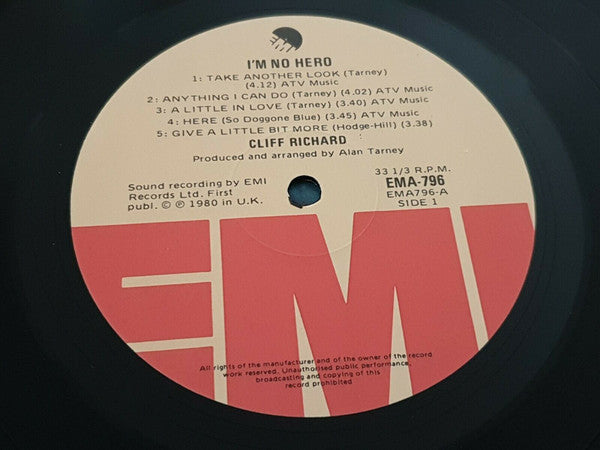 I'M NO HERO
1: TAKE ANOTHER LOOK (Tarney)
(4.12) ATV Music
2: ANYTHING I CAN DO (Tarney) (4.02) ATV Music
3: A LITTLE IN LOVE (Tarney) (3.40) ATV Music
4: HERE (So Doggone Blue) (3.45) ATV Music
5: GIVE A LITTLE BIT MORE (Hodge-Hill) (3.38)
CLIFF RICHARD
Produced and arranged by Alan Tarney
Sound recording by EMI
Records Ltd. First
publ. © ℗ 1980 in U.K.
33 1/3 R.P.M.
EMA-796
EMA796-A
SIDE 1
EMI
All rights of the manufacturer and of the owner of the record
work reserved. Unauthorised public performance,
broadcasting and copying of this
record prohibited